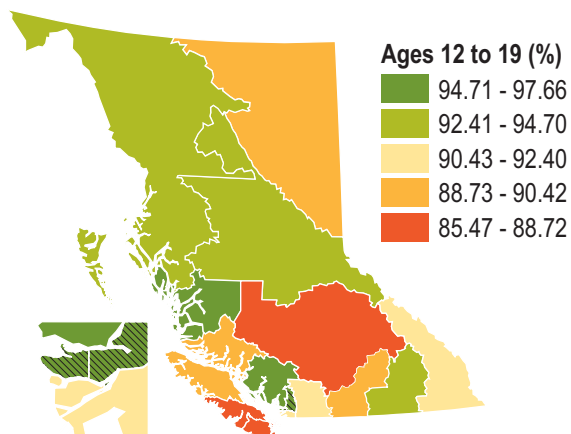 Ages 12 to 19 (%)
94.71 - 97.66
92.41 - 94.70
90.43 - 92.40
88.73 - 90.42
85.47 - 88.72